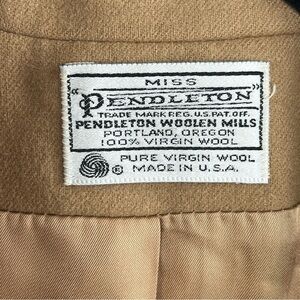 MISS
"PENDLETON"
TRADE MARK REG. U.S. PAT. OFF.
PENDLETON WOOLEN MILLS
PORTLAND, OREGON
100% VIRGIN WOOL
PURE VIRGIN WOOL
® MADE IN U.S.A.